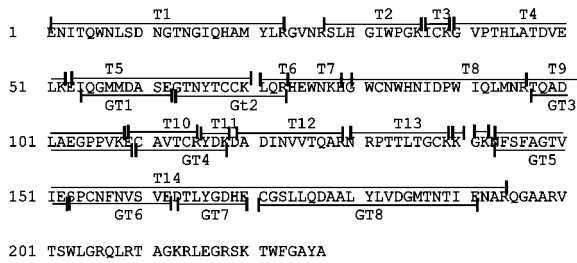 T1 T2 T3 T4
1 ENITQWNLSD NGTNGIQHAM YLRGVNRSLH GIWPGKICKG VPTHLATDVE
T5 T6 T7 T8 T9
51 LKEIQGMMDA SEGTNYTCCK LQRHEWNKHG WCNWHNIDPW IQLMNRTQAD
GT1 Gt2 GT3
T10 T11 T12 T13
101 LAEGPPVKEC AVTCRYDKDA DINVVTQARN RPTTLTGCKK GKNFSFAGTV
GT4 GT5
T14
151 IESPCNFNVS VEDTLYGDHE CGSLLQDAAL YLVDGMTNTI ENARQGAARV
GT6 GT7 GT8
201 TSWLGRQLRT AGKRLEGRSK TWFGAYA